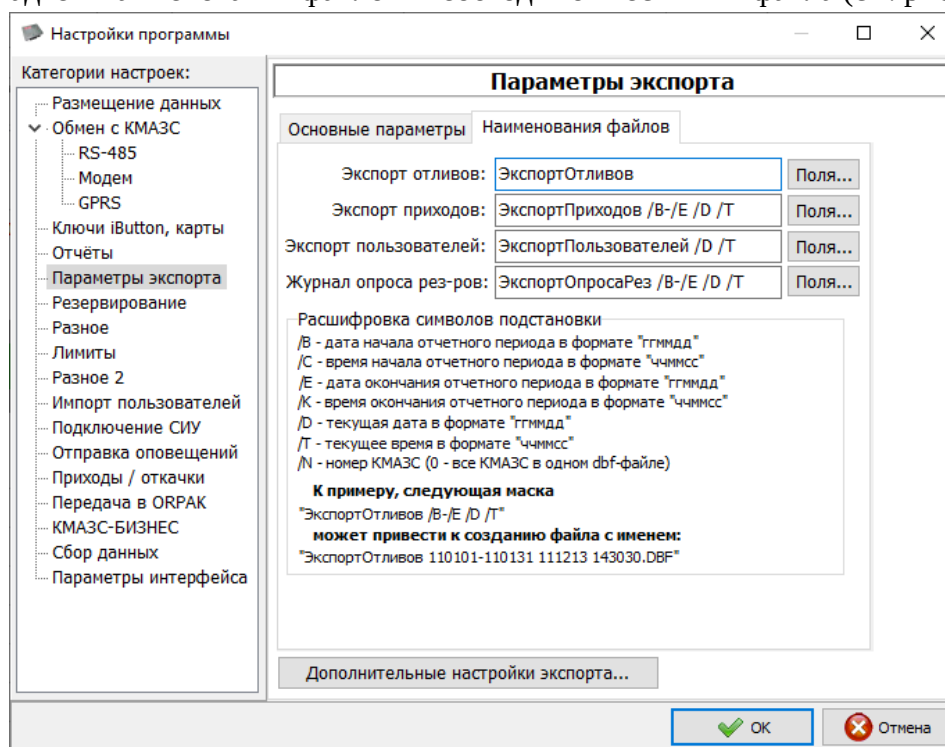 Настройки программы
Категории настроек:
Размещение данных
Обмен с КМАЗС
RS-485
Модем
GPRS
Ключи iButton, карты
Отчёты
Параметры экспорта
Резервирование
Разное
Лимиты
Разное 2
Импорт пользователей
Подключение СИУ
Отправка оповещений
Приходы / откачки
Передача в ORPAK
КМАЗС-БИЗНЕС
Сбор данных
Параметры интерфейса
Параметры экспорта
Основные параметры Наименования файлов
Экспорт отливов: ЭкспортОтливов Поля...
Экспорт приходов: ЭкспортПриходов /B-/E /D /T Поля...
Экспорт пользователей: ЭкспортПользователей /D /T Поля...
Журнал опроса рез-ров: ЭкспортОпросаРез /B-/E /D /T Поля...
Расшифровка символов подстановки
/B - дата начала отчетного периода в формате "ггммдд"
/C - время начала отчетного периода в формате "ччммсс"
/E - дата окончания отчетного периода в формате "ггммдд"
/K - время окончания отчетного периода в формате "ччммсс"
/D - текущая дата в формате "ггммдд"
/T - текущее время в формате "ччммсс"
/N - номер КМАЗС (0 - все КМАЗС в одном dbf-файле)
К примеру, следующая маска
"ЭкспортОтливов /B-/E /D /T"
может привести к созданию файла с именем:
"ЭкспортОтливов 110101-110131 111213 143030.DBF"
Дополнительные настройки экспорта...
ОК Отмена